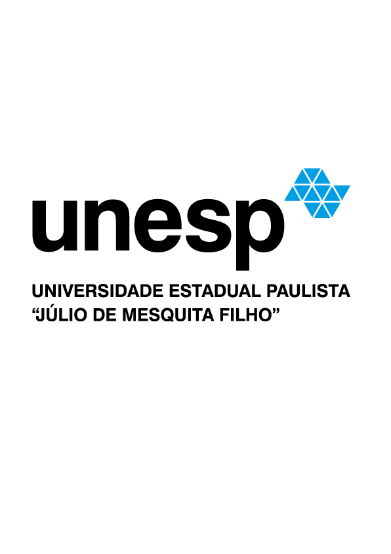 unesp
UNIVERSIDADE ESTADUAL PAULISTA
“JÚLIO DE MESQUITA FILHO”